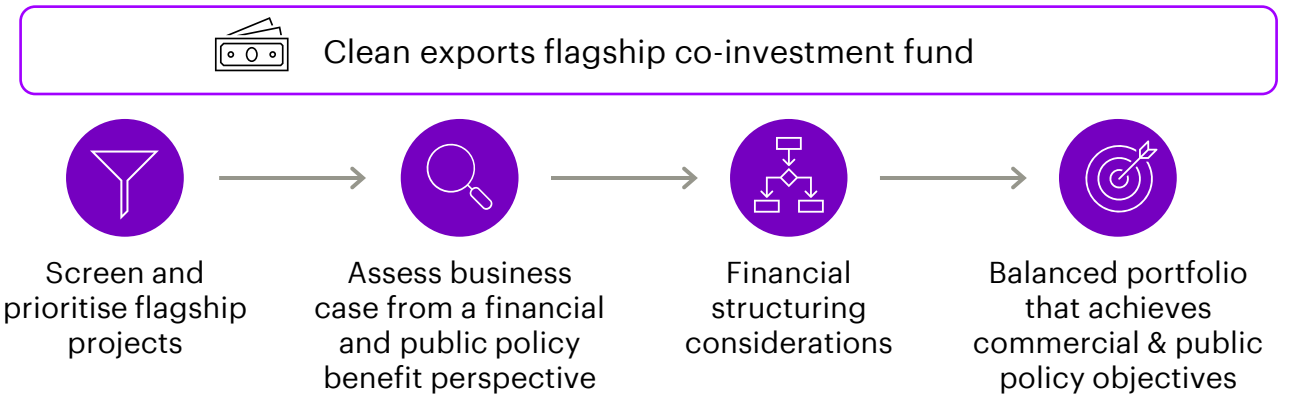 Clean exports flagship co-investment fund
Screen and
prioritise flagship
projects
Assess business
case from a financial
and public policy
benefit perspective
Financial
structuring
considerations
Balanced portfolio
that achieves
commercial & public
policy objectives